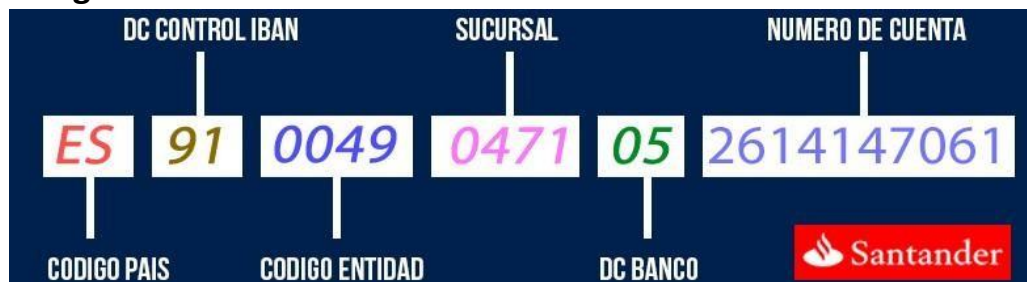 DC CONTROL IBAN SUCURSAL NUMERO DE CUENTA
ES 91 0049 0471 05 2614147061
CODIGO PAIS CODIGO ENTIDAD DC BANCO
Santander